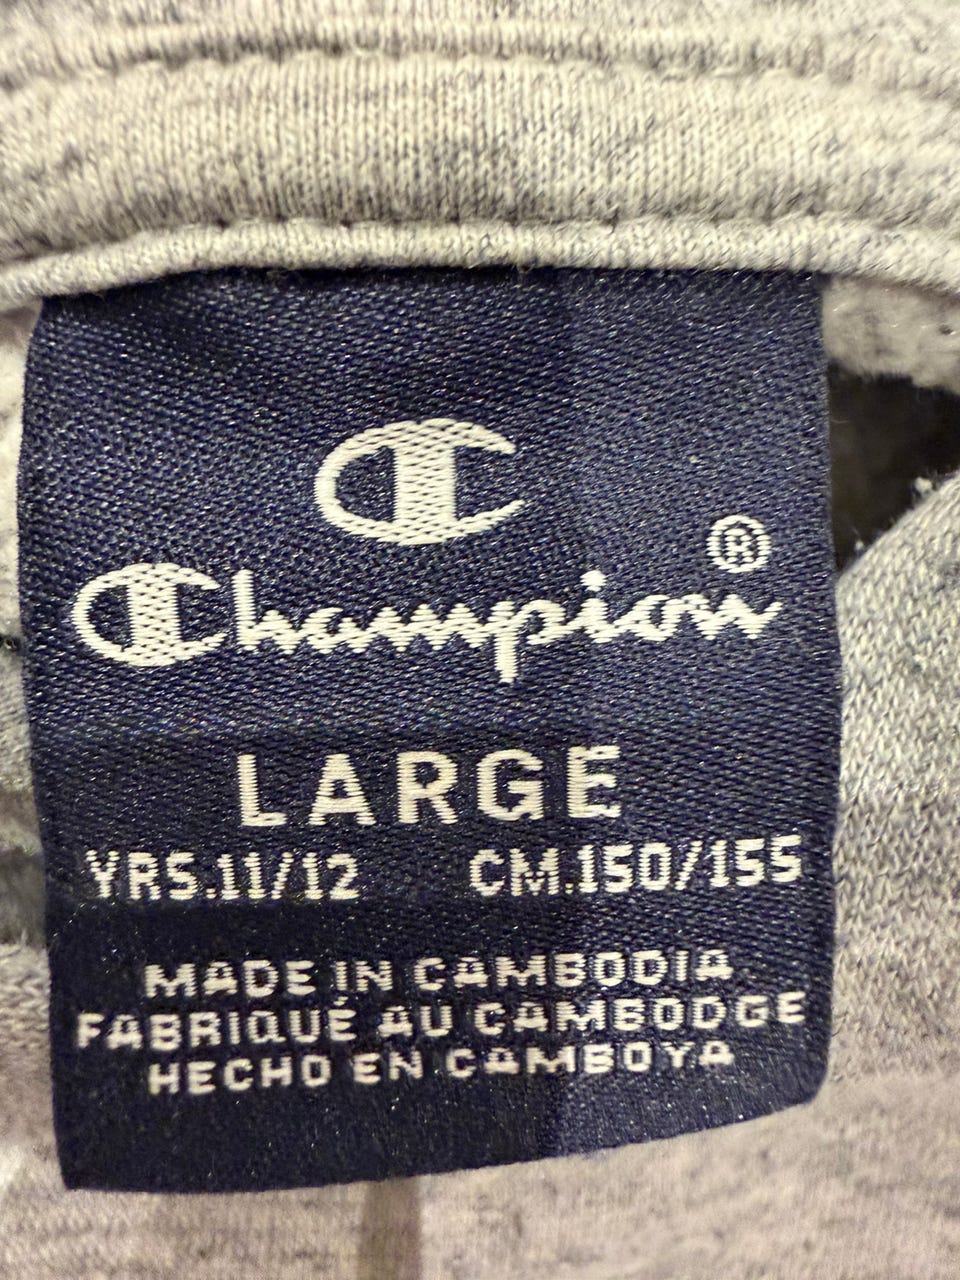 C
Champion®
LARGE
YRS.11/12 CM.150/155
MADE IN CAMBODIA
FABRIQUÉ AU CAMBODGE
HECHO EN CAMBOYA